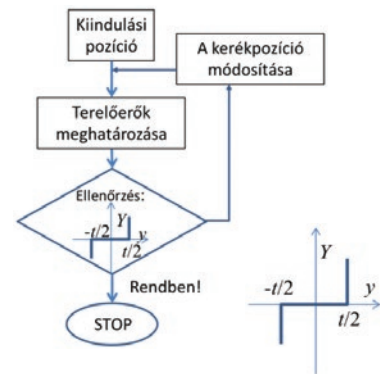 Kiindulási
pozíció
A kerékpozíció
módosítása
Terelőerők
meghatározása
Ellenőrzés:
Y
-t/2
y
t/2
Rendben!
STOP
Y
-t/2
y
t/2